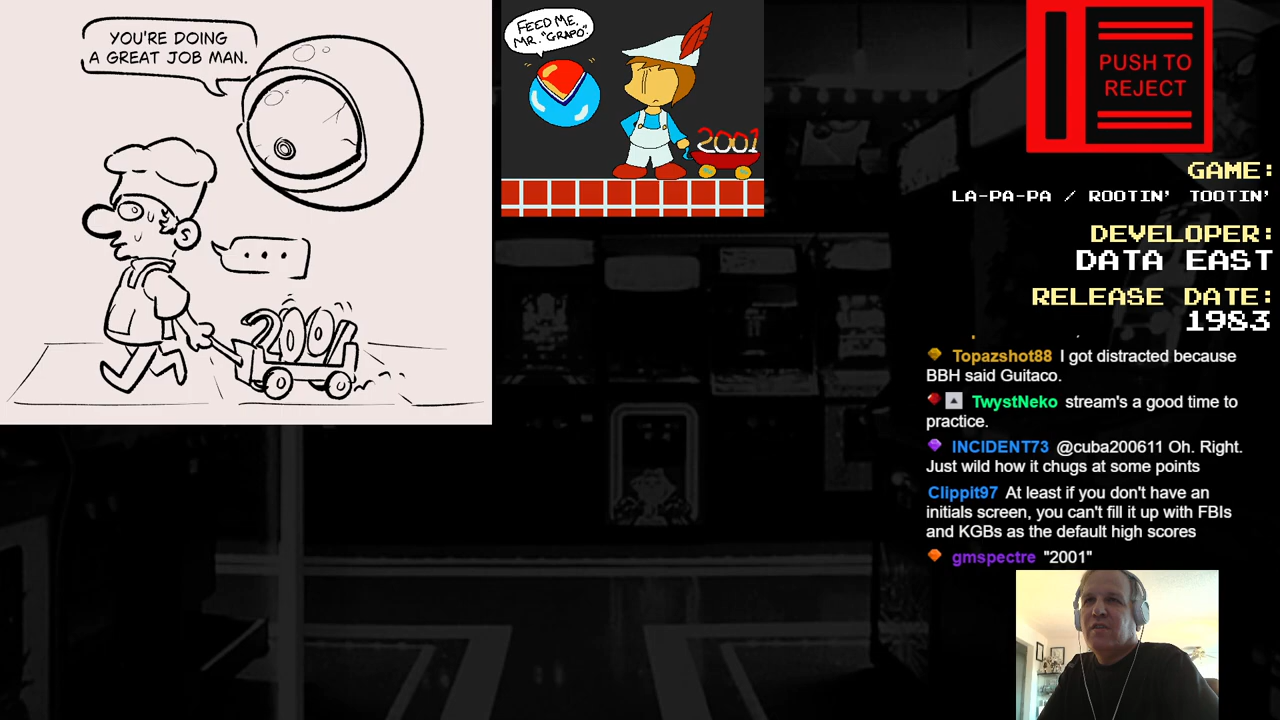 YOU'RE DOING
A GREAT JOB MAN.
...
2001
FEED ME,
MR. "GRAPO".
2001
PUSH TO
REJECT
GAME:
LA-PA-PA / ROOTIN' TOOTIN'
DEVELOPER:
DATA EAST
RELEASE DATE:
1983
Topazshot88 I got distracted because
BBH said Guitaco.
TwystNeko stream's a good time to
practice.
INCIDENT73 @cuba200611 Oh. Right.
Just wild how it chugs at some points
Clippit97 At least if you don't have an
initials screen, you can't fill it up with FBIs
and KGBs as the default high scores
gmspectre "2001"